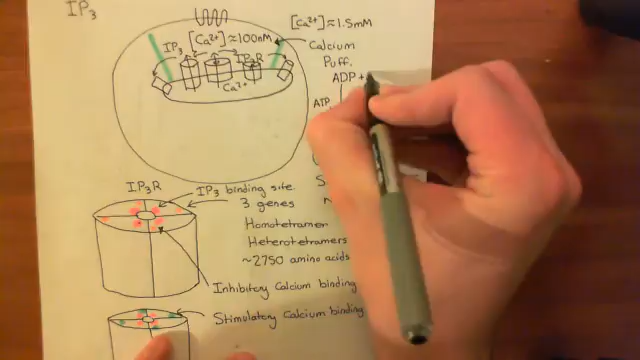 IP3
[Ca2+]≈1.5mM
IP3 [Ca2+]≈100nM
Calcium
Puff.
IP3R
Ca2+
ADP +
ATP
IP3R
IP3 binding site.
3 genes
Homotetramer
Heterotetramers
~2750 amino acids
Inhibitory Calcium binding
Stimulatory Calcium binding